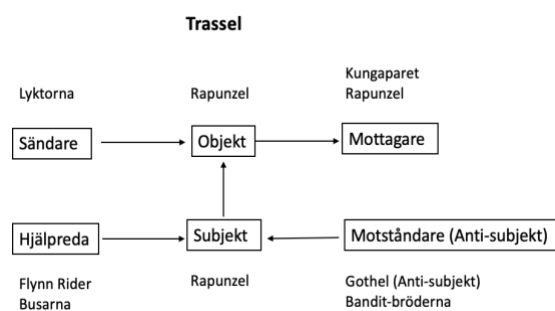 Trassel
Lyktorna
Rapunzel
Kungaparet
Rapunzel
Sändare
Objekt
Mottagare
Hjälpreda
Subjekt
Motståndare (Anti-subjekt)
Flynn Rider
Busarna
Rapunzel
Gothel (Anti-subjekt)
Bandit-bröderna